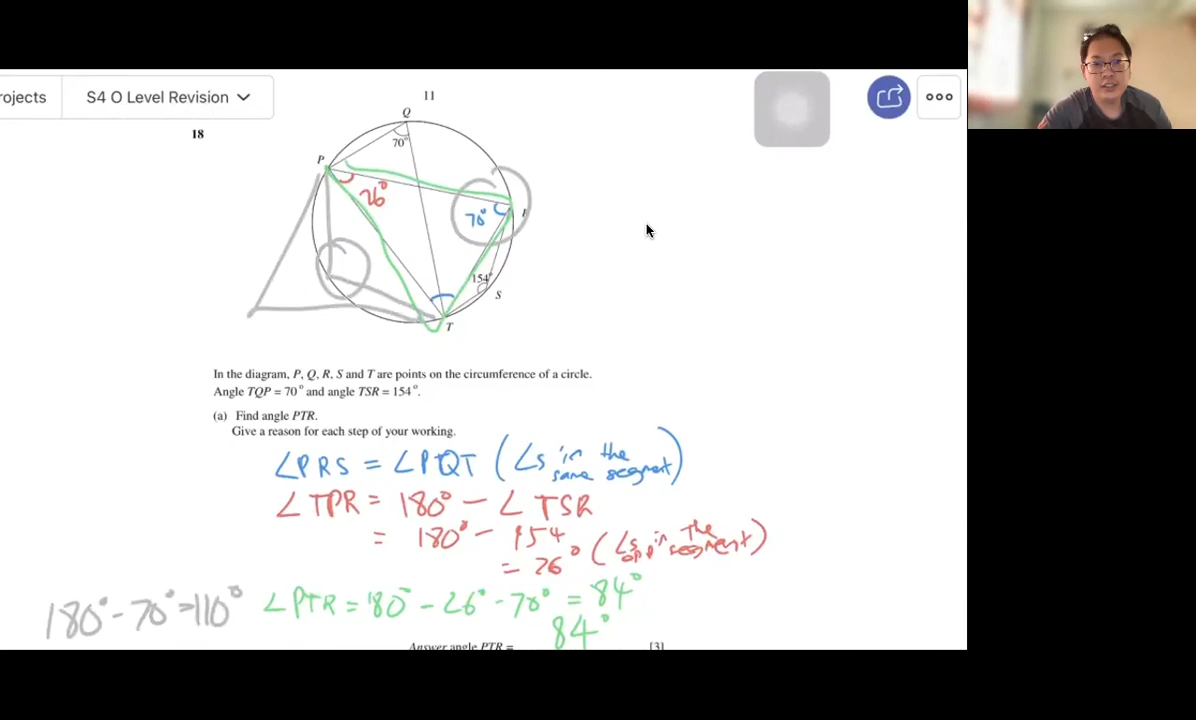 rojects
S4 O Level Revision
11
18
Q
70°
P
26°
70°
154°
S
T
In the diagram, P, Q, R, S and T are points on the circumference of a circle.
Angle TQP = 70° and angle TSR = 154°.
(a) Find angle PTR.
Give a reason for each step of your working.
∠PRS = ∠PQT (∠s in the same segment)
∠TPR = 180° - ∠TSR
= 180° - 154
= 26° (∠s in the opp segment)
180° - 70° = 110°
∠PTR = 180° - 26° - 70° = 84°
84°
Answer angle PTR =
[3]